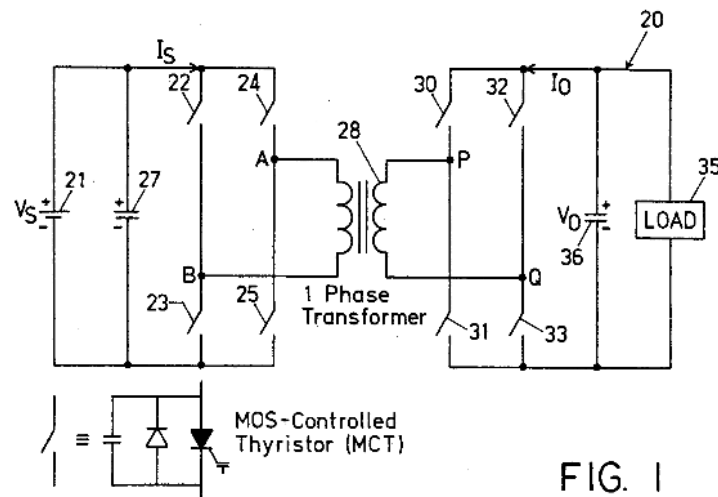 20
I_S
I_O
22
24
30
32
28
35
A
P
V_S
+
-
21
+
-
27
V_O
+
-
36
LOAD
B
Q
23
25
1 Phase
Transformer
31
33
≡
MOS-Controlled
Thyristor (MCT)
FIG. 1